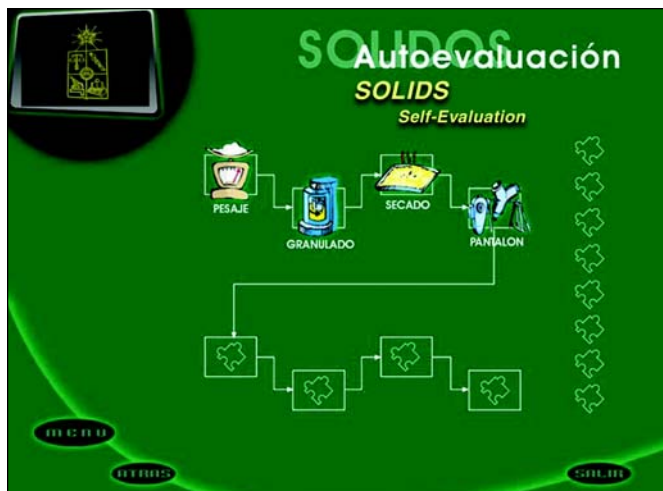 SOLIDOS
Autoevaluación
SOLIDS
Self-Evaluation
PESAJE
GRANULADO
SECADO
PANTALON
MENU
ATRAS
SALIR